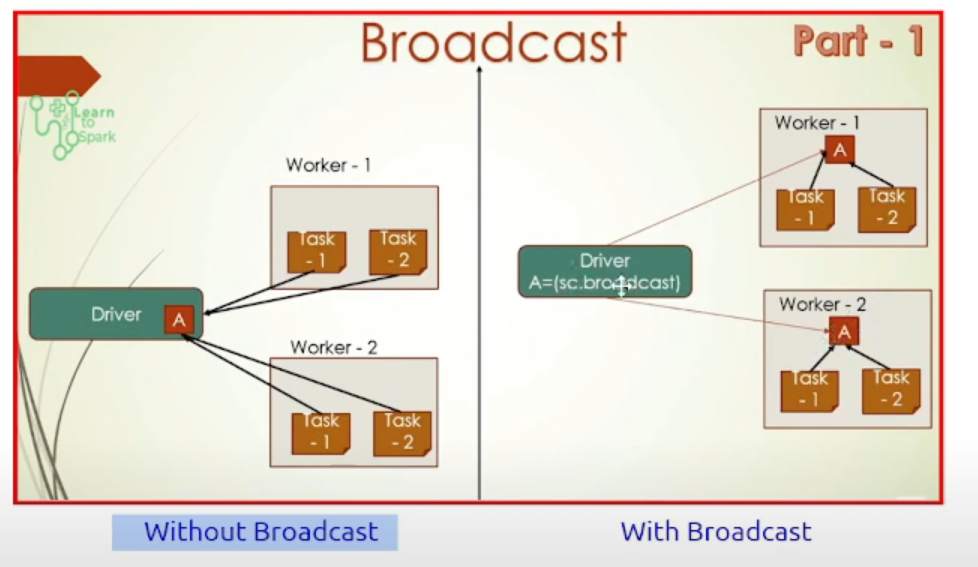 Broadcast
Part - 1
Learn
to
Spark
Worker - 1
Task
- 1
Task
- 2
Driver
A
Worker - 2
Task
- 1
Task
- 2
Worker - 1
A
Task
- 1
Task
- 2
Driver
A=(sc.broadcast)
Worker - 2
A
Task
- 1
Task
- 2
Without Broadcast
With Broadcast